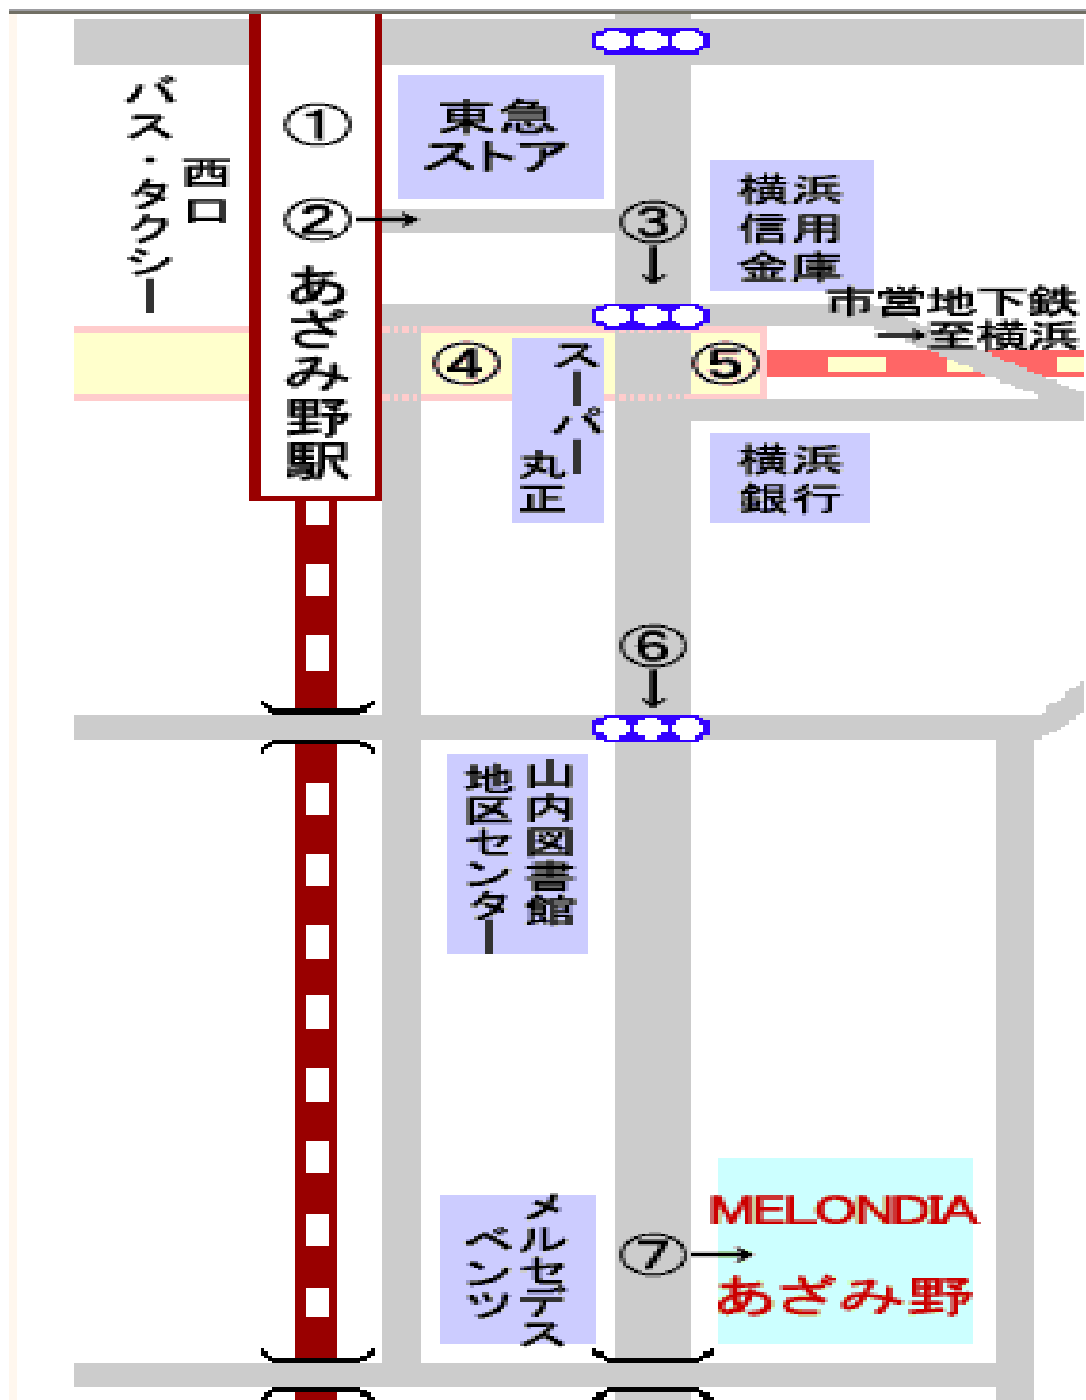 ①
東急
ストア
バス・タクシー
西口
②
③
横浜
信用
金庫
あざみ野駅
市営地下鉄
→至横浜
④
スーパー
丸正
⑤
横浜
銀行
⑥
山内図書館
地区センター
メルセデス
ベンツ
⑦
MELONDIA
あざみ野